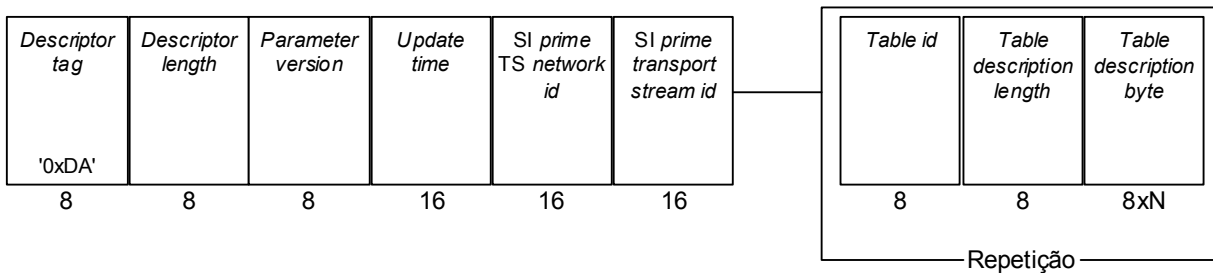 Descriptor
tag
'0xDA'
8
Descriptor
length
8
Parameter
version
8
Update
time
16
SI prime
TS network
id
16
SI prime
transport
stream id
16
Table id
8
Table
description
length
8
Table
description
byte
8xN
Repetição